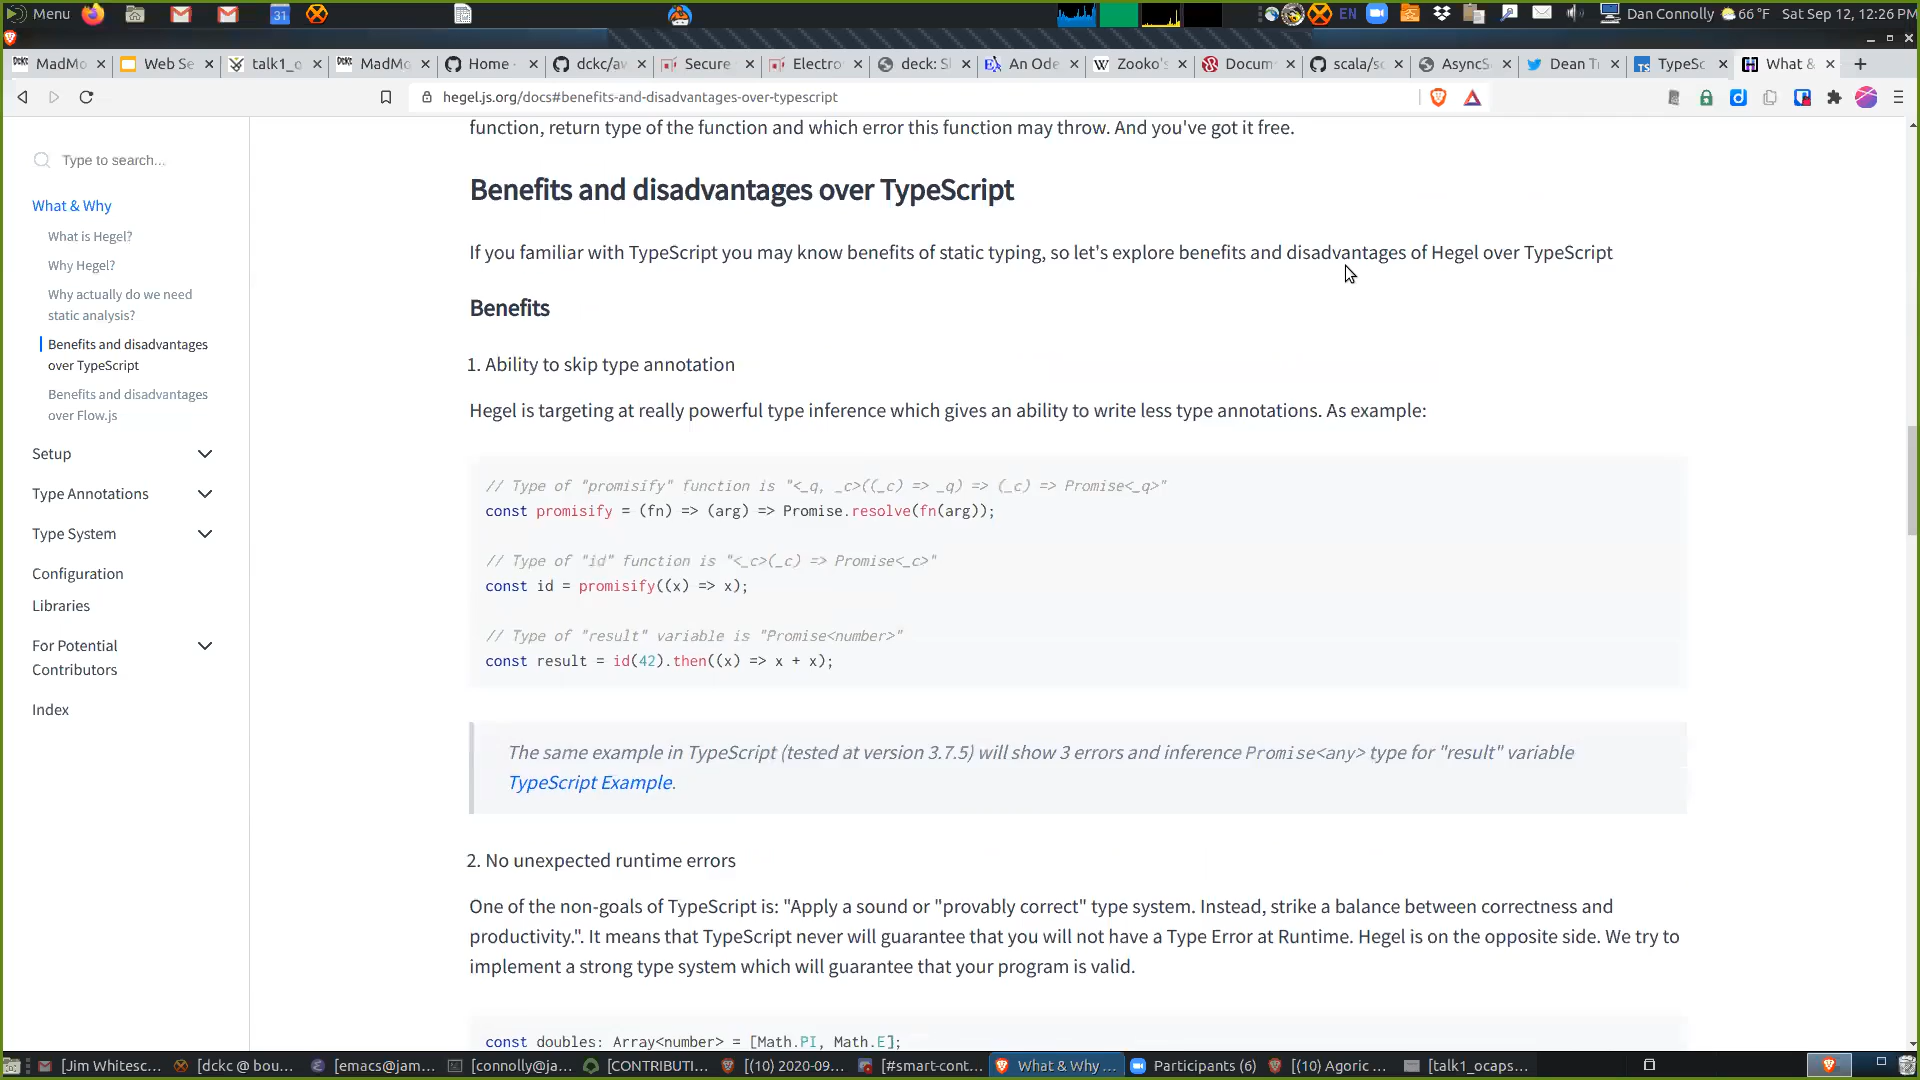 Menu
31
EN
Dan Connolly
66 °F
Sat Sep 12, 12:26 PM
MadMo
Web Se
talk1_o
MadMo
Home -
dckc/aw
Secure
Electro
deck: Sl
An Ode
Zooko's
Docum
scala/sc
AsyncS
Dean Tr
TypeSc
What &
hegel.js.org/docs#benefits-and-disadvantages-over-typescript
Type to search...
What & Why
What is Hegel?
Why Hegel?
Why actually do we need
static analysis?
Benefits and disadvantages
over TypeScript
Benefits and disadvantages
over Flow.js
Setup
Type Annotations
Type System
Configuration
Libraries
For Potential
Contributors
Index
function, return type of the function and which error this function may throw. And you've got it free.
Benefits and disadvantages over TypeScript
If you familiar with TypeScript you may know benefits of static typing, so let's explore benefits and disadvantages of Hegel over TypeScript
Benefits
1. Ability to skip type annotation
Hegel is targeting at really powerful type inference which gives an ability to write less type annotations. As example:
// Type of "promisify" function is "<_q, _c>((_c) => _q) => (_c) => Promise<_q>"
const promisify = (fn) => (arg) => Promise.resolve(fn(arg));
// Type of "id" function is "<_c>(_c) => Promise<_c>"
const id = promisify((x) => x);
// Type of "result" variable is "Promise<number>"
const result = id(42).then((x) => x + x);
The same example in TypeScript (tested at version 3.7.5) will show 3 errors and inference Promise<any> type for "result" variable
TypeScript Example.
2. No unexpected runtime errors
One of the non-goals of TypeScript is: "Apply a sound or "provably correct" type system. Instead, strike a balance between correctness and
productivity.". It means that TypeScript never will guarantee that you will not have a Type Error at Runtime. Hegel is on the opposite side. We try to
implement a strong type system which will guarantee that your program is valid.
const doubles: Array<number> = [Math.PI, Math.E];
[Jim Whitesc...
[dckc @ bou...
[emacs@jam...
[connolly@ja...
[CONTRIBUTI...
[(10) 2020-09...
[#smart-cont...
What & Why ...
Participants (6)
[(10) Agoric ...
[talk1_ocaps...